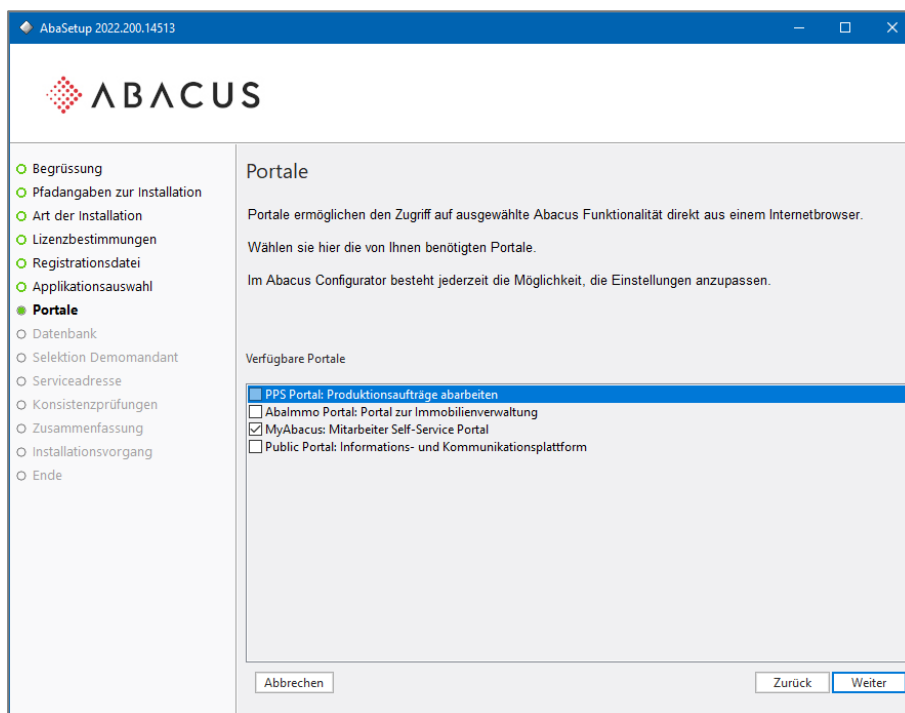 AbaSetup 2022.200.14513
ABACUS
Begrüssung
Pfadangaben zur Installation
Art der Installation
Lizenzbestimmungen
Registrationsdatei
Applikationsauswahl
Portale
Datenbank
Selektion Demomandant
Serviceadresse
Konsistenzprüfungen
Zusammenfassung
Installationsvorgang
Ende
Portale
Portale ermöglichen den Zugriff auf ausgewählte Abacus Funktionalität direkt aus einem Internetbrowser.
Wählen sie hier die von Ihnen benötigten Portale.
Im Abacus Configurator besteht jederzeit die Möglichkeit, die Einstellungen anzupassen.
Verfügbare Portale
PPS Portal: Produktionsaufträge abarbeiten
AbaImmo Portal: Portal zur Immobilienverwaltung
MyAbacus: Mitarbeiter Self-Service Portal
Public Portal: Informations- und Kommunikationsplattform
Abbrechen
Zurück
Weiter